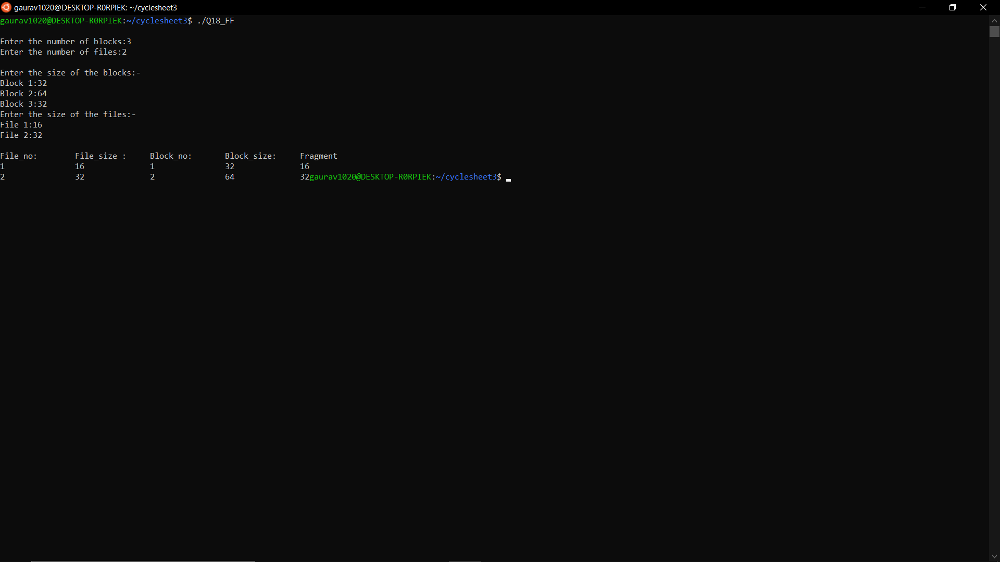 gaurav1020@DESKTOP-R0RPIEK: ~/cyclesheet3
gaurav1020@DESKTOP-R0RPIEK:~/cyclesheet3$ ./Q18_FF
Enter the number of blocks:3
Enter the number of files:2
Enter the size of the blocks:-
Block 1:32
Block 2:64
Block 3:32
Enter the size of the files:-
File 1:16
File 2:32
File_no:	File_size :	Block_no:	Block_size:	Fragment
1	16	1	32	16
2	32	2	64	32gaurav1020@DESKTOP-R0RPIEK:~/cyclesheet3$